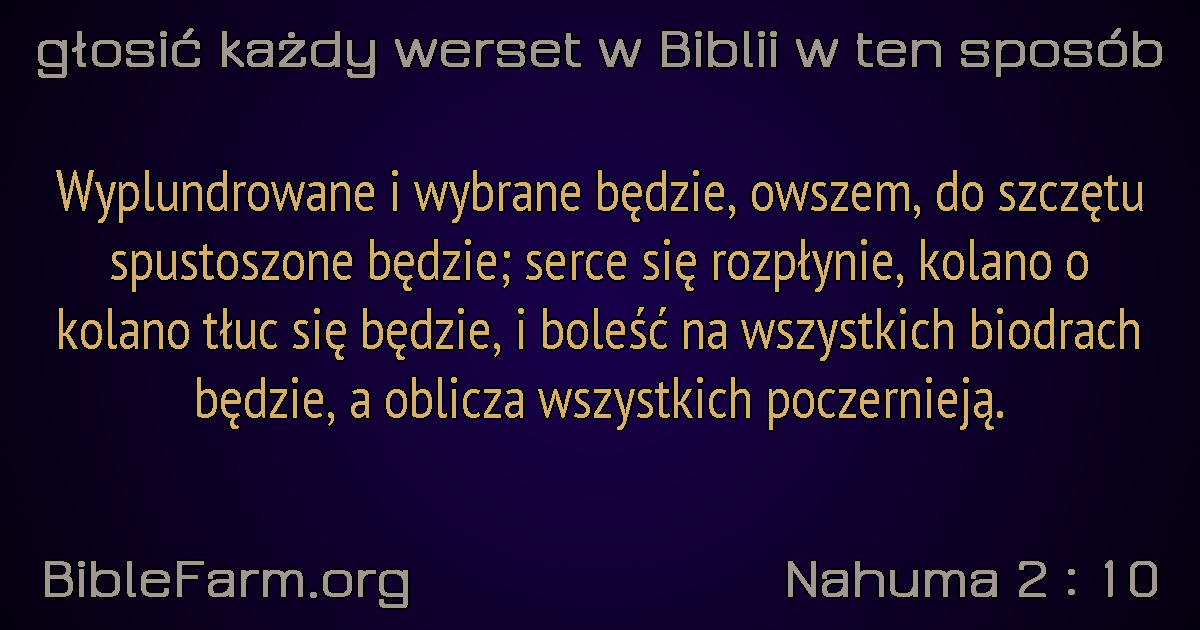 głosić każdy werset w Biblii w ten sposób
Wyplundrowane i wybrane będzie, owszem, do szczętu
spustoszone będzie; serce się rozpłynie, kolano o
kolano tłuc się będzie, i boleść na wszystkich biodrach
będzie, a oblicza wszystkich poczernieją.
BibleFarm.org
Nahuma 2 : 10